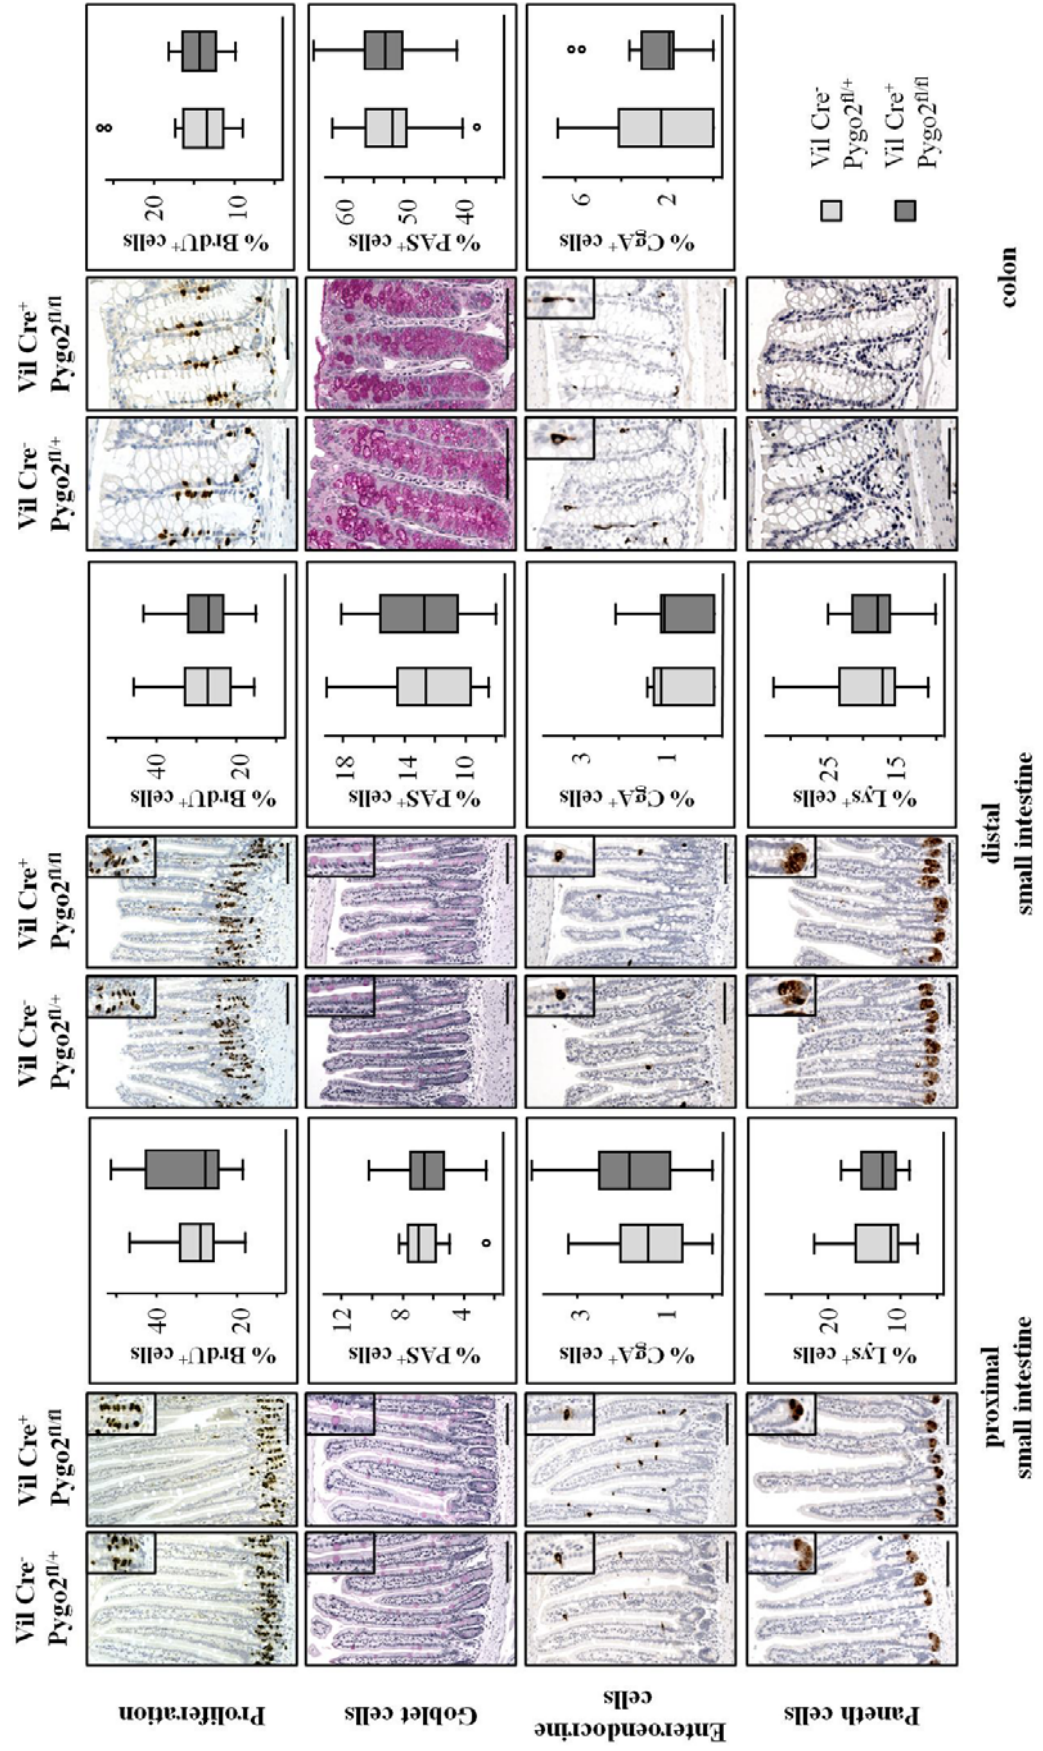 Vil Cre-
Pygo2fl/+
Vil Cre+
Pygo2fl/fl
Vil Cre-
Pygo2fl/+
Vil Cre+
Pygo2fl/fl
Vil Cre-
Pygo2fl/+
Vil Cre+
Pygo2fl/fl
Proliferation
% BrdU+ cells
40
20
% BrdU+ cells
40
20
% BrdU+ cells
20
10
Goblet cells
% PAS+ cells
12
8
4
% PAS+ cells
18
14
10
% PAS+ cells
60
50
40
Enteroendocrine
cells
% CgA+ cells
3
1
% CgA+ cells
3
1
% CgA+ cells
6
2
Paneth cells
% Lys+ cells
20
10
% Lys+ cells
25
15
Vil Cre-
Pygo2fl/+
Vil Cre+
Pygo2fl/fl
proximal
small intestine
distal
small intestine
colon